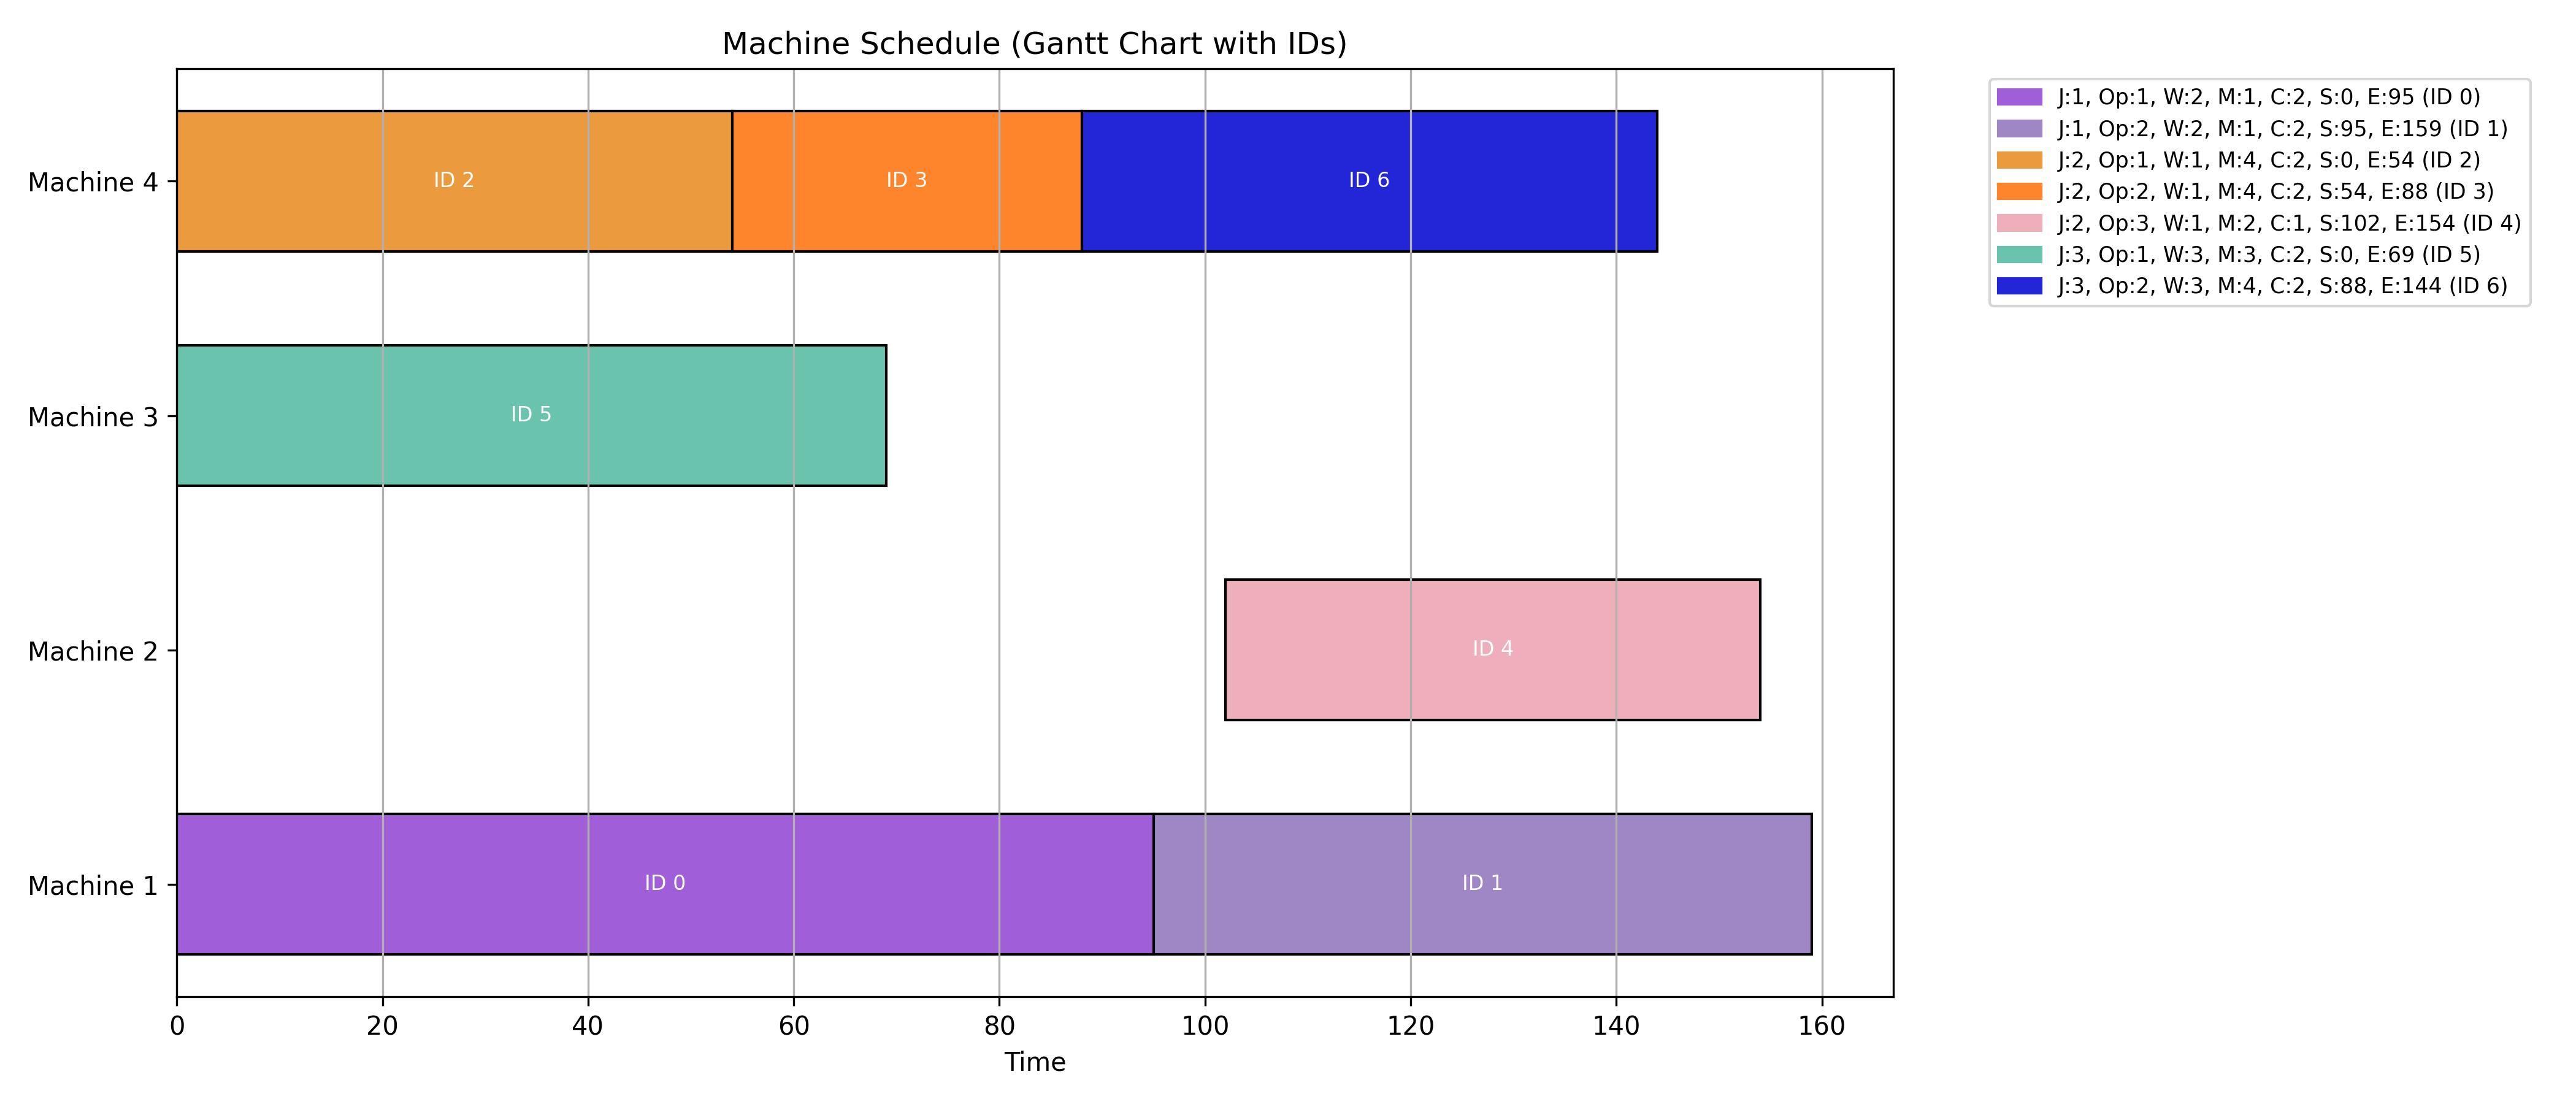 Machine Schedule (Gantt Chart with IDs)
Machine 4
ID 2
ID 3
ID 6
Machine 3
ID 5
Machine 2
ID 4
Machine 1
ID 0
ID 1
0 20 40 60 80 100 120 140 160
Time
J:1, Op:1, W:2, M:1, C:2, S:0, E:95 (ID 0)
J:1, Op:2, W:2, M:1, C:2, S:95, E:159 (ID 1)
J:2, Op:1, W:1, M:4, C:2, S:0, E:54 (ID 2)
J:2, Op:2, W:1, M:4, C:2, S:54, E:88 (ID 3)
J:2, Op:3, W:1, M:2, C:1, S:102, E:154 (ID 4)
J:3, Op:1, W:3, M:3, C:2, S:0, E:69 (ID 5)
J:3, Op:2, W:3, M:4, C:2, S:88, E:144 (ID 6)